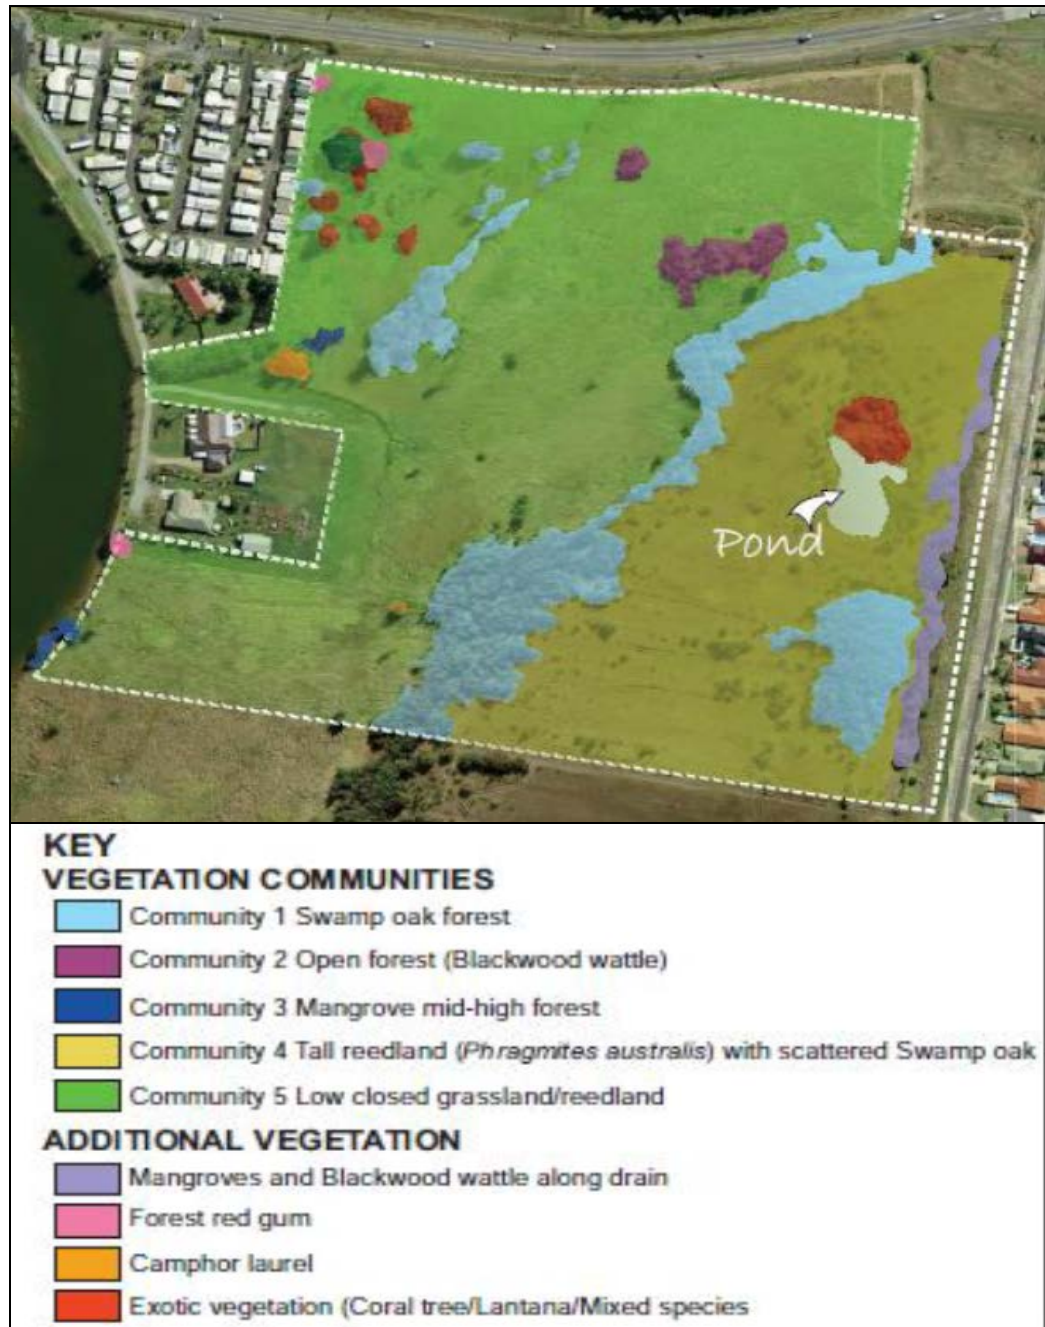 Pond
KEY
VEGETATION COMMUNITIES
Community 1 Swamp oak forest
Community 2 Open forest (Blackwood wattle)
Community 3 Mangrove mid-high forest
Community 4 Tall reedland (Phragmites australis) with scattered Swamp oak
Community 5 Low closed grassland/reedland
ADDITIONAL VEGETATION
Mangroves and Blackwood wattle along drain
Forest red gum
Camphor laurel
Exotic vegetation (Coral tree/Lantana/Mixed species